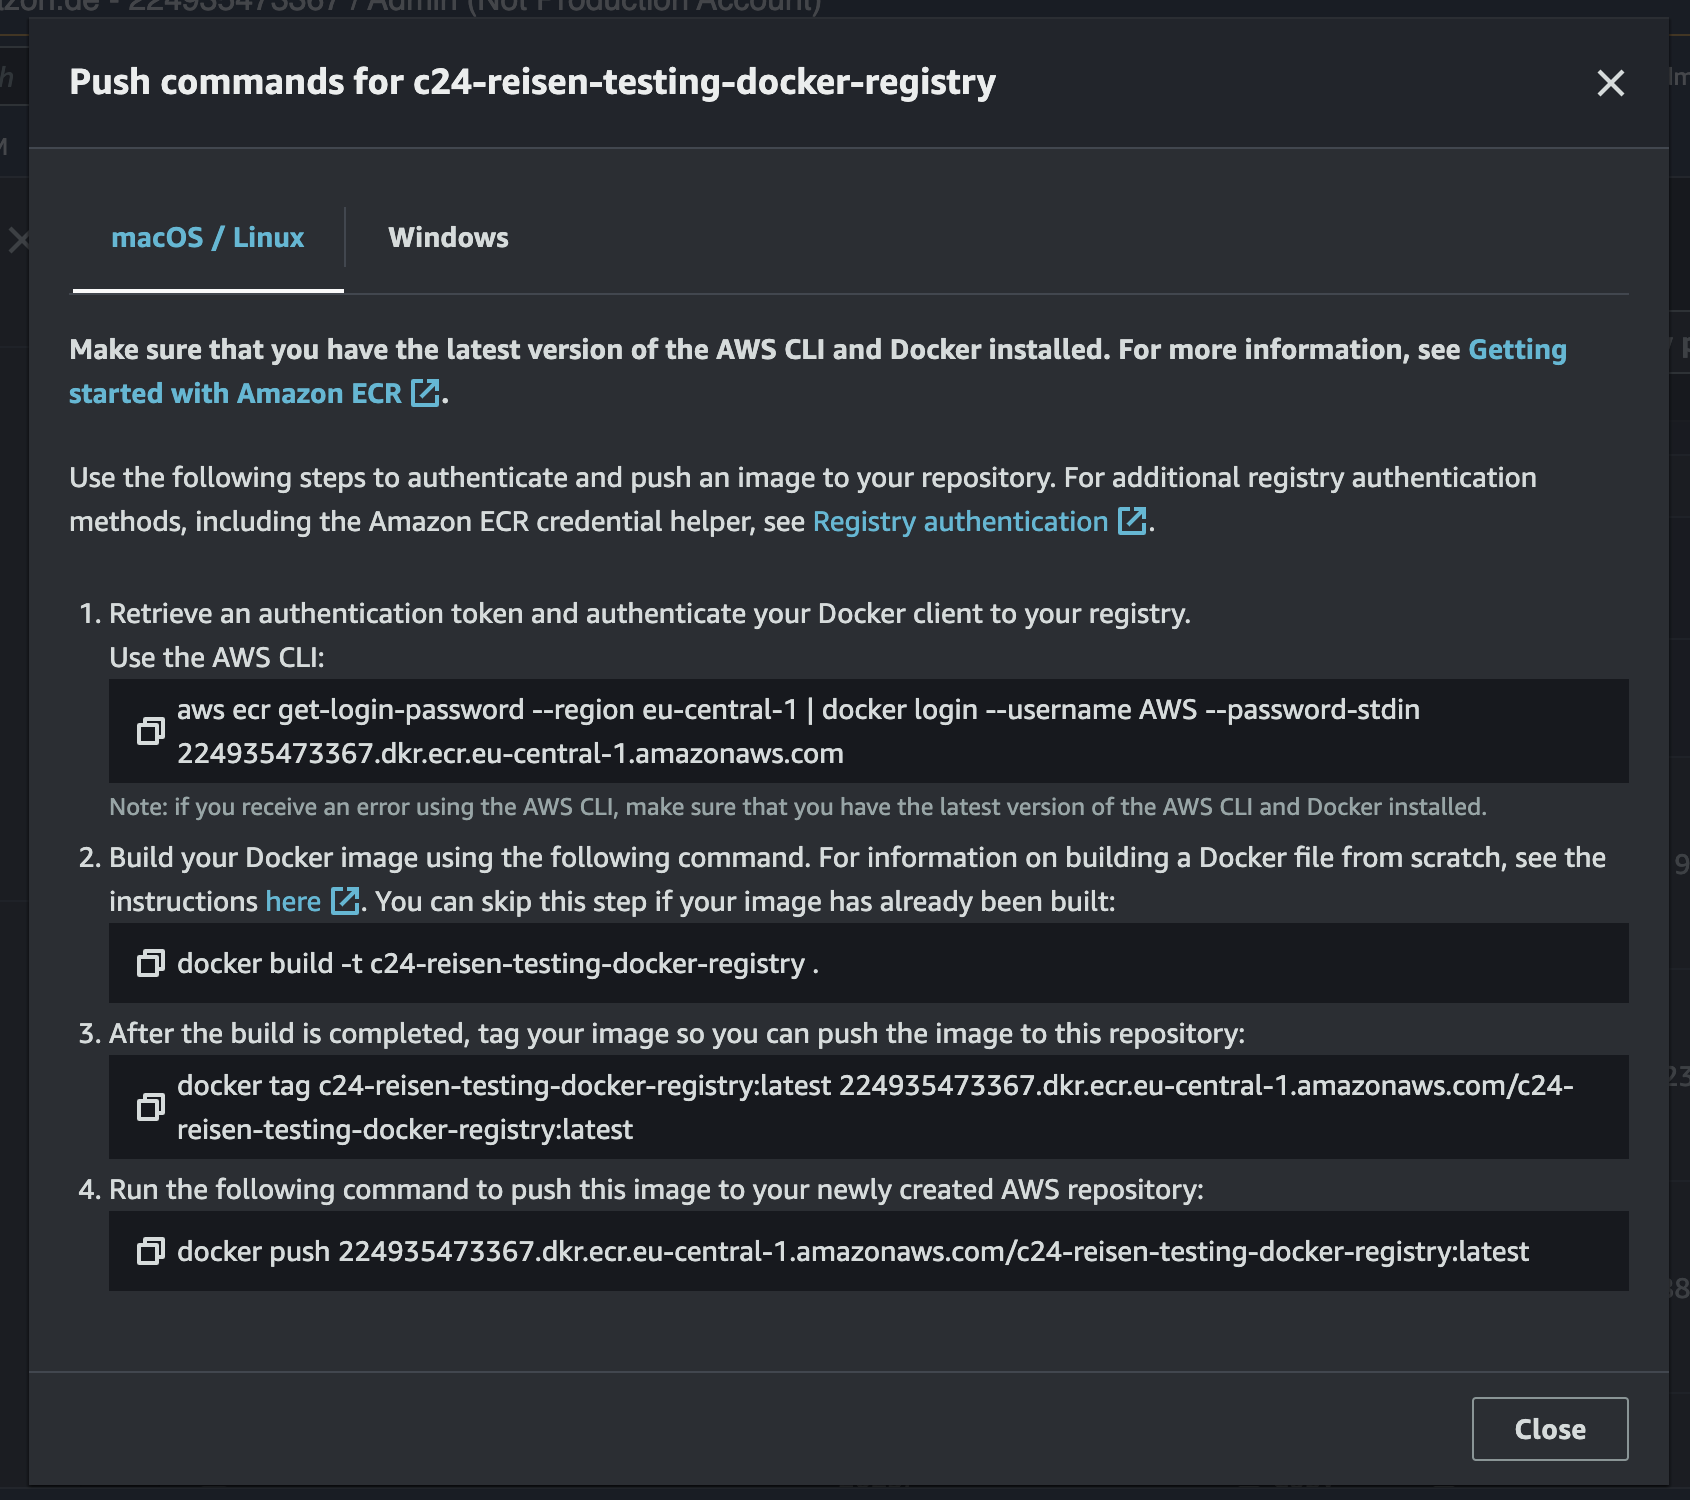 224935473367 / Admin (Not Production Account)
Push commands for c24-reisen-testing-docker-registry
macOS / Linux
Windows
Make sure that you have the latest version of the AWS CLI and Docker installed. For more information, see Getting
started with Amazon ECR.
Use the following steps to authenticate and push an image to your repository. For additional registry authentication
methods, including the Amazon ECR credential helper, see Registry authentication.
1. Retrieve an authentication token and authenticate your Docker client to your registry.
Use the AWS CLI:
aws ecr get-login-password --region eu-central-1 | docker login --username AWS --password-stdin
224935473367.dkr.ecr.eu-central-1.amazonaws.com
Note: if you receive an error using the AWS CLI, make sure that you have the latest version of the AWS CLI and Docker installed.
2. Build your Docker image using the following command. For information on building a Docker file from scratch, see the
instructions here. You can skip this step if your image has already been built:
docker build -t c24-reisen-testing-docker-registry .
3. After the build is completed, tag your image so you can push the image to this repository:
docker tag c24-reisen-testing-docker-registry:latest 224935473367.dkr.ecr.eu-central-1.amazonaws.com/c24-
reisen-testing-docker-registry:latest
4. Run the following command to push this image to your newly created AWS repository:
docker push 224935473367.dkr.ecr.eu-central-1.amazonaws.com/c24-reisen-testing-docker-registry:latest
Close